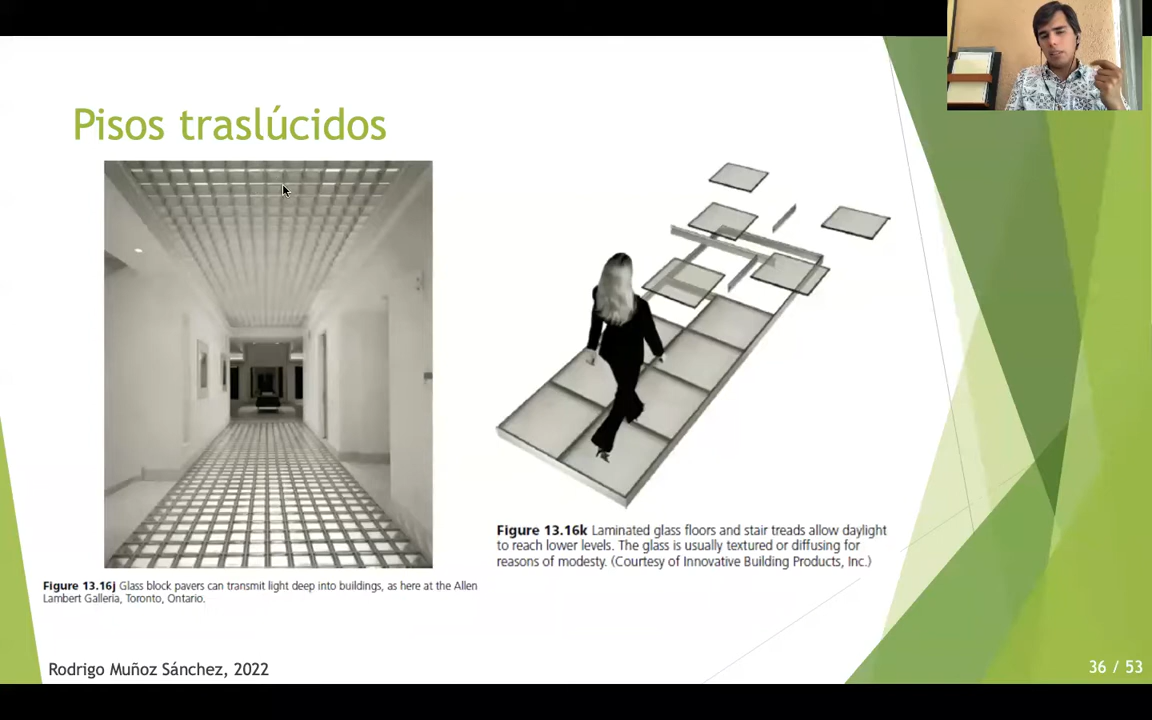 Pisos traslúcidos
Figure 13.16j Glass block pavers can transmit light deep into buildings, as here at the Allen
Lambert Galleria, Toronto, Ontario.
Figure 13.16k Laminated glass floors and stair treads allow daylight
to reach lower levels. The glass is usually textured or diffusing for
reasons of modesty. (Courtesy of Innovative Building Products, Inc.)
Rodrigo Muñoz Sánchez, 2022
36 / 53